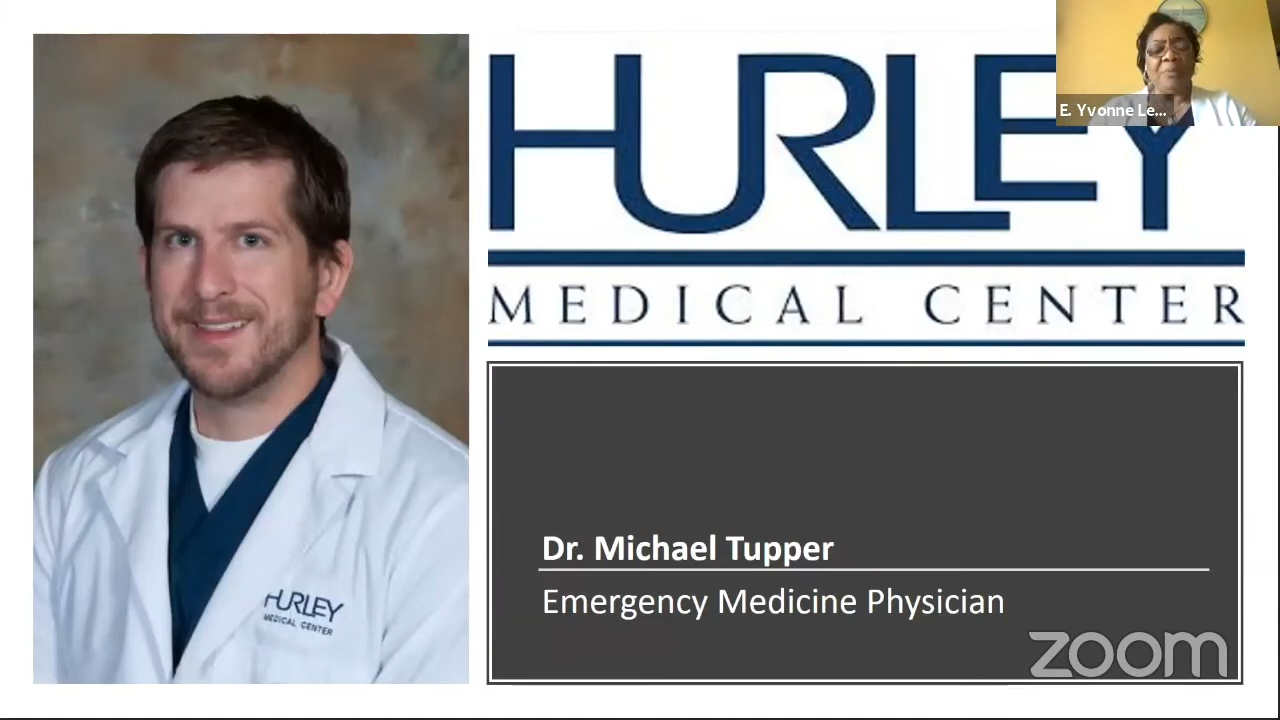 HURLEY
MEDICAL CENTER
E. Yvonne Le...
HURLEY
MEDICAL CENTER
Dr. Michael Tupper
Emergency Medicine Physician
zoom